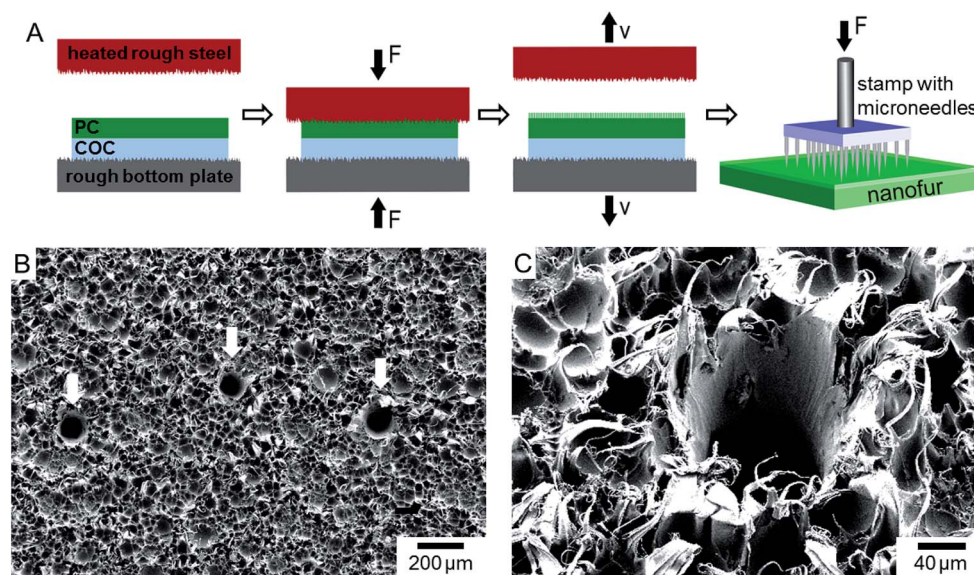 A
heated rough steel
PC
COC
rough bottom plate
F
F
v
v
F
stamp with
microneedles
nanofur
B
200 µm
C
40 µm